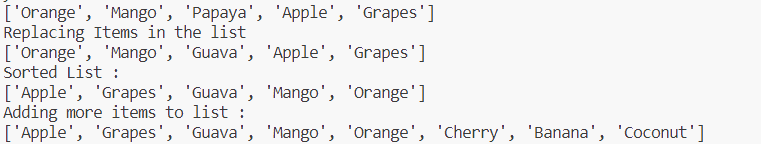 ['Orange', 'Mango', 'Papaya', 'Apple', 'Grapes']
Replacing Items in the list
['Orange', 'Mango', 'Guava', 'Apple', 'Grapes']
Sorted List :
['Apple', 'Grapes', 'Guava', 'Mango', 'Orange']
Adding more items to list :
['Apple', 'Grapes', 'Guava', 'Mango', 'Orange', 'Cherry', 'Banana', 'Coconut']